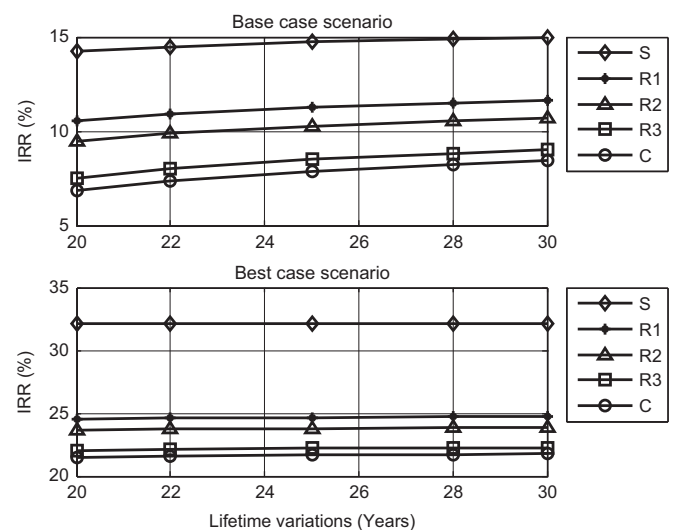 Base case scenario
15
10
5
IRR (%)
20 22 24 26 28 30
S
R1
R2
R3
C
Best case scenario
35
30
25
20
IRR (%)
20 22 24 26 28 30
Lifetime variations (Years)
S
R1
R2
R3
C